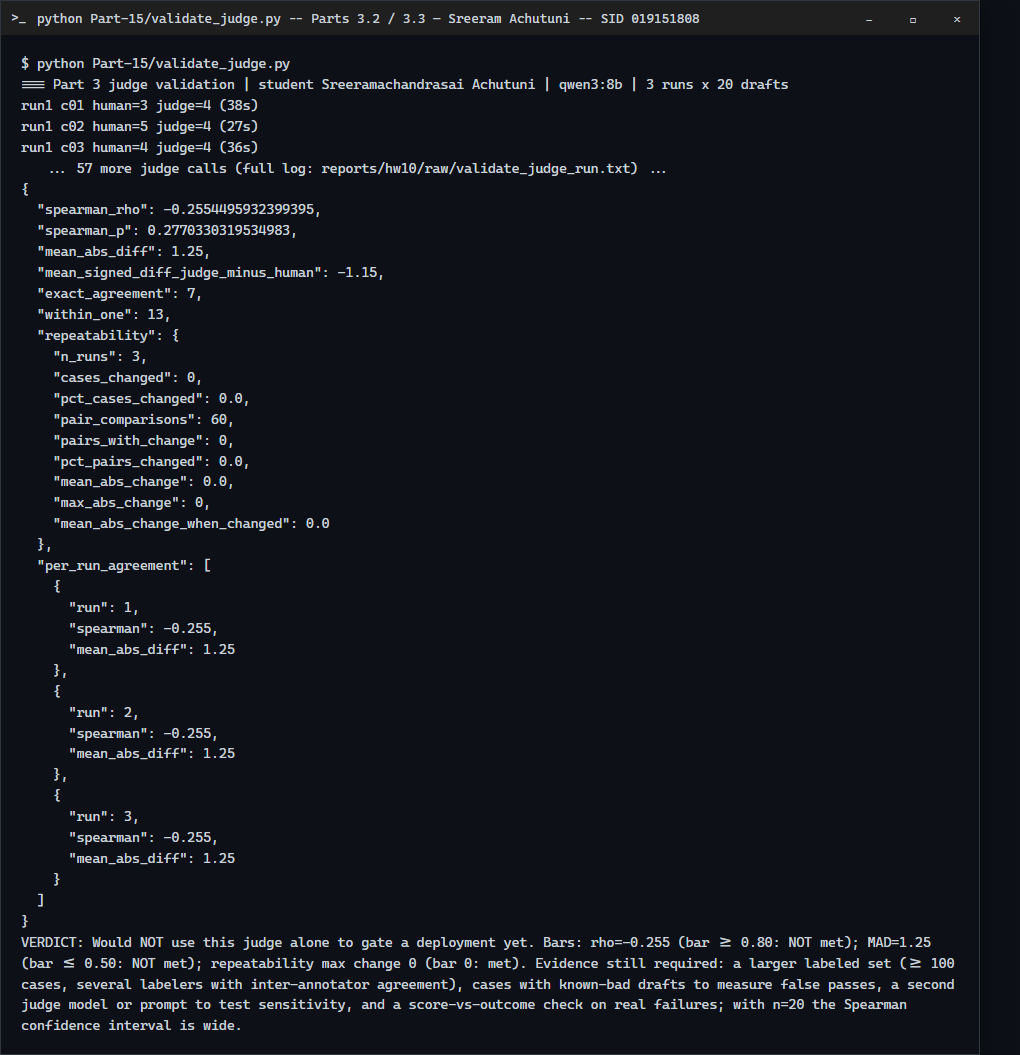 >_ python Part-15/validate_judge.py -- Parts 3.2 / 3.3 — Sreeram Achutuni -- SID 019151808
$ python Part-15/validate_judge.py
=== Part 3 judge validation | student Sreeramachandrasai Achutuni | qwen3:8b | 3 runs x 20 drafts
run1 c01 human=3 judge=4 (38s)
run1 c02 human=5 judge=4 (27s)
run1 c03 human=4 judge=4 (36s)
   ... 57 more judge calls (full log: reports/hw10/raw/validate_judge_run.txt) ...
{
  "spearman_rho": -0.2554495932399395,
  "spearman_p": 0.2770330319534983,
  "mean_abs_diff": 1.25,
  "mean_signed_diff_judge_minus_human": -1.15,
  "exact_agreement": 7,
  "within_one": 13,
  "repeatability": {
    "n_runs": 3,
    "cases_changed": 0,
    "pct_cases_changed": 0.0,
    "pair_comparisons": 60,
    "pairs_with_change": 0,
    "pct_pairs_changed": 0.0,
    "mean_abs_change": 0.0,
    "max_abs_change": 0,
    "mean_abs_change_when_changed": 0.0
  },
  "per_run_agreement": [
    {
      "run": 1,
      "spearman": -0.255,
      "mean_abs_diff": 1.25
    },
    {
      "run": 2,
      "spearman": -0.255,
      "mean_abs_diff": 1.25
    },
    {
      "run": 3,
      "spearman": -0.255,
      "mean_abs_diff": 1.25
    }
  ]
}
VERDICT: Would NOT use this judge alone to gate a deployment yet. Bars: rho=-0.255 (bar >= 0.80: NOT met); MAD=1.25
(bar <= 0.50: NOT met); repeatability max change 0 (bar 0: met). Evidence still required: a larger labeled set (>= 100
cases, several labelers with inter-annotator agreement), cases with known-bad drafts to measure false passes, a second
judge model or prompt to test sensitivity, and a score-vs-outcome check on real failures; with n=20 the Spearman
confidence interval is wide.